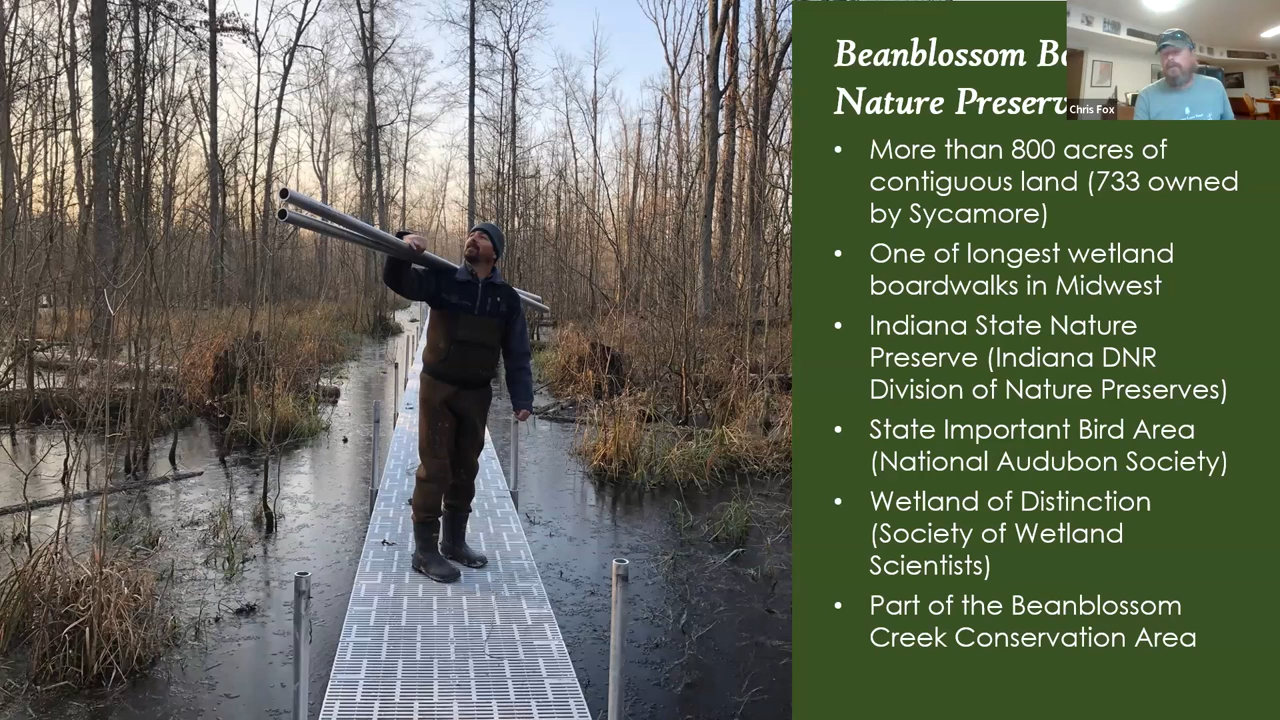 Beanblossom
Nature
Chris Fox
• More than 800 acres of
contiguous land (733 owned
by Sycamore)
• One of longest wetland
boardwalks in Midwest
• Indiana State Nature
Preserve (Indiana DNR
Division of Nature Preserves)
• State Important Bird Area
(National Audubon Society)
• Wetland of Distinction
(Society of Wetland
Scientists)
• Part of the Beanblossom
Creek Conservation Area